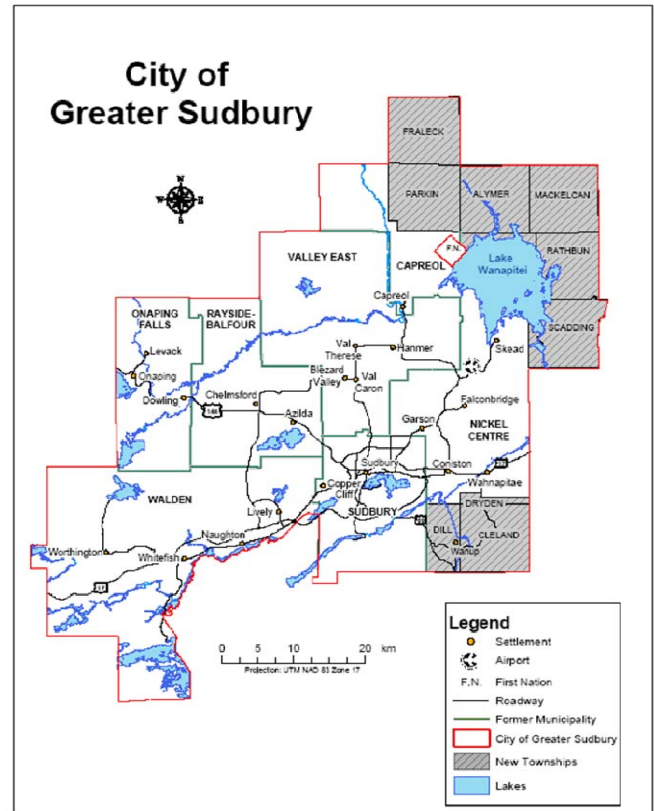 City of
Greater Sudbury
FRALECK
PARKIN
ALYMER
MACKELCAN
F.N.
Lake
Wanapitei
RATHBUN
VALLEY EAST
CAPREOL
Capreol
ONAPING
FALLS
RAYSIDE-
BALFOUR
SCADDING
Levack
Val
Therese
Hanmer
Skead
Onaping
Blezard
Valley
Val
Caron
Dowling
144
Chelmsford
Azilda
Falconbridge
Garson
NICKEL
CENTRE
Sudbury
Coniston
Wahnapitae
WALDEN
Copper
Cliff
Lively
SUDBURY
DRYDEN
DILL
CLELAND
Wanup
Naughton
Worthington
Whitefish
17
0 5 10 20 km
Projection: UTM NAD 83 Zone 17
Legend
Settlement
Airport
F.N. First Nation
Roadway
Former Municipality
City of Greater Sudbury
New Townships
Lakes